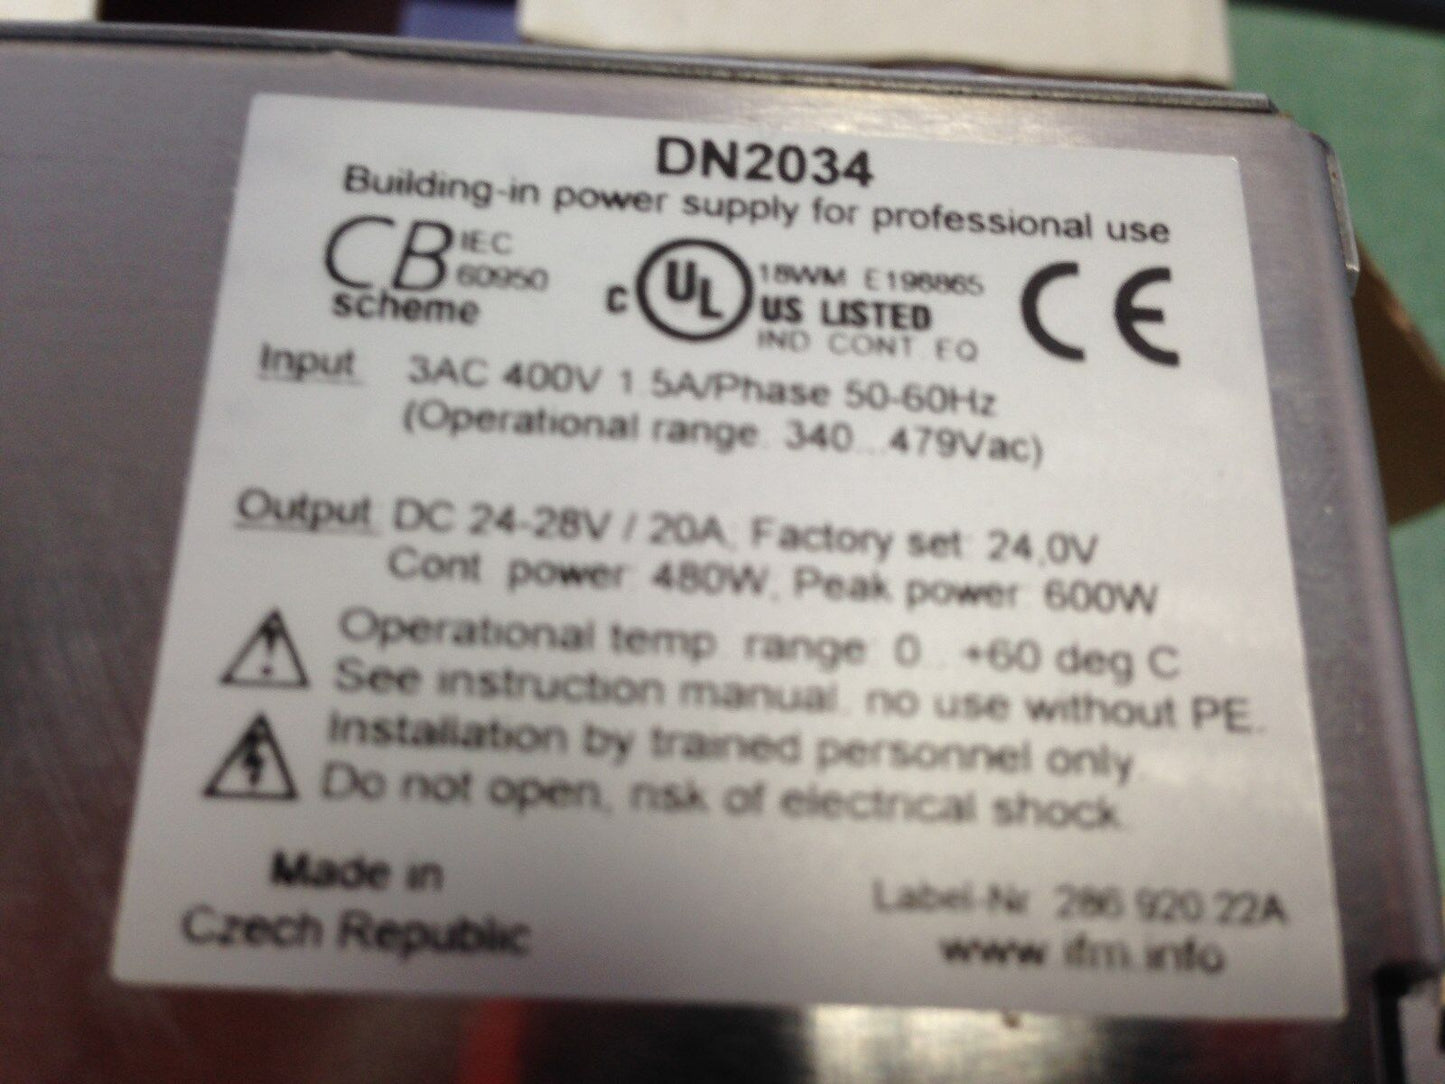 DN2034
Building-in power supply for professional use
CB IEC 60950 scheme
c UL US LISTED 18WM E198865 IND CONT EQ
CE
Input 3AC 400V 1.5A/Phase 50-60Hz
(Operational range: 340...479Vac)
Output DC 24-28V / 20A; Factory set: 24,0V
Cont. power: 480W, Peak power: 600W
Operational temp. range: 0...+60 deg C
See instruction manual, no use without PE.
Installation by trained personnel only.
Do not open, risk of electrical shock.
Made in
Czech Republic
Label-Nr. 286.920.22A
www.ifm.info